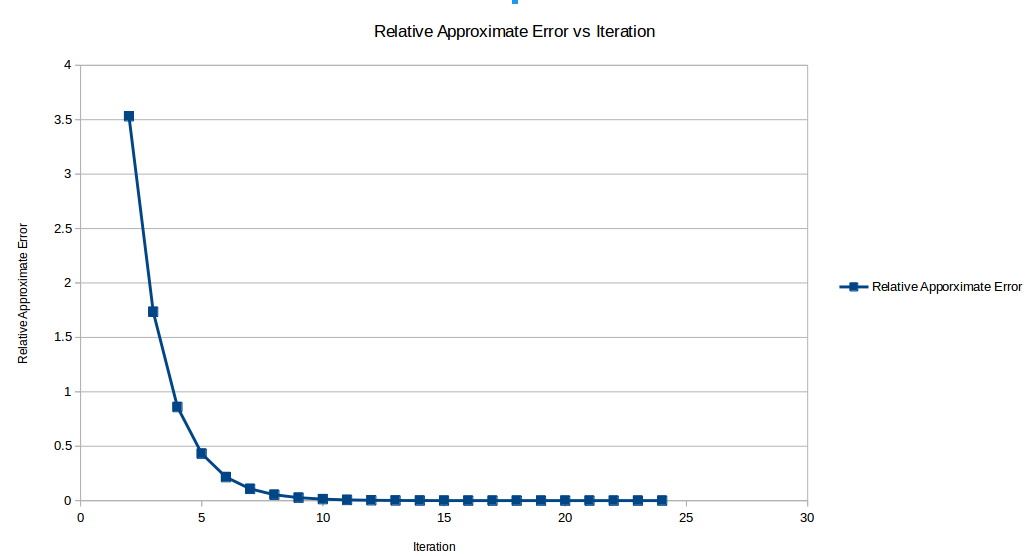 Relative Approximate Error vs Iteration
4
3.5
3
2.5
2
1.5
1
0.5
0
Relative Approximate Error
0 5 10 15 20 25 30
Iteration
Relative Apporximate Error